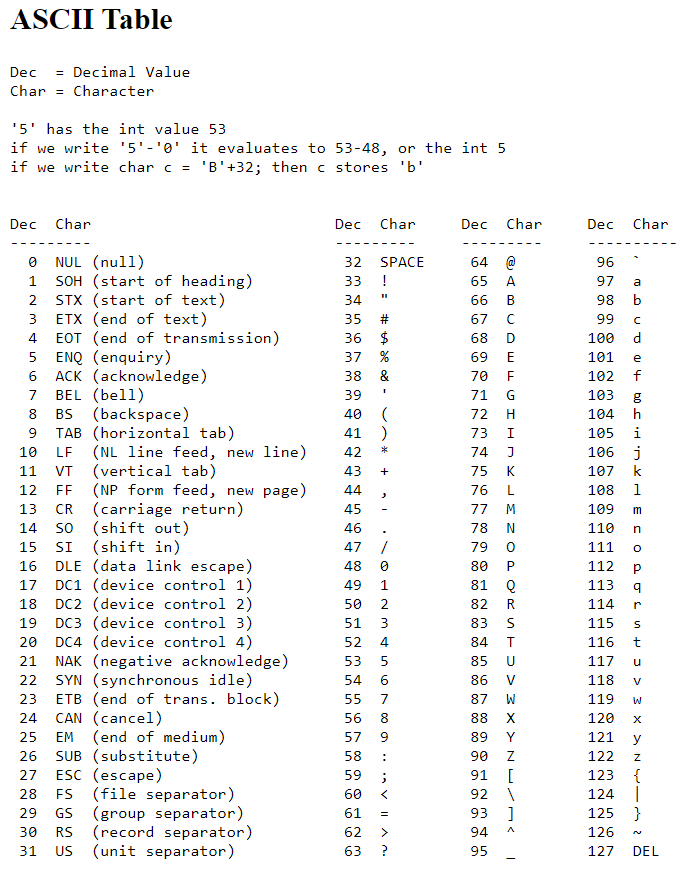 ASCII Table
Dec  = Decimal Value
Char = Character
'5' has the int value 53
if we write '5'-'0' it evaluates to 53-48, or the int 5
if we write char c = 'B'+32; then c stores 'b'
Dec  Char                           Dec  Char     Dec  Char     Dec  Char
---------                           ---------     ---------     ----------
  0  NUL (null)                      32  SPACE     64  @         96  `
  1  SOH (start of heading)          33  !         65  A         97  a
  2  STX (start of text)             34  "         66  B         98  b
  3  ETX (end of text)               35  #         67  C         99  c
  4  EOT (end of transmission)       36  $         68  D        100  d
  5  ENQ (enquiry)                   37  %         69  E        101  e
  6  ACK (acknowledge)               38  &         70  F        102  f
  7  BEL (bell)                      39  '         71  G        103  g
  8  BS  (backspace)                 40  (         72  H        104  h
  9  TAB (horizontal tab)            41  )         73  I        105  i
 10  LF  (NL line feed, new line)    42  *         74  J        106  j
 11  VT  (vertical tab)              43  +         75  K        107  k
 12  FF  (NP form feed, new page)    44  ,         76  L        108  l
 13  CR  (carriage return)           45  -         77  M        109  m
 14  SO  (shift out)                 46  .         78  N        110  n
 15  SI  (shift in)                  47  /         79  O        111  o
 16  DLE (data link escape)          48  0         80  P        112  p
 17  DC1 (device control 1)          49  1         81  Q        113  q
 18  DC2 (device control 2)          50  2         82  R        114  r
 19  DC3 (device control 3)          51  3         83  S        115  s
 20  DC4 (device control 4)          52  4         84  T        116  t
 21  NAK (negative acknowledge)      53  5         85  U        117  u
 22  SYN (synchronous idle)          54  6         86  V        118  v
 23  ETB (end of trans. block)       55  7         87  W        119  w
 24  CAN (cancel)                    56  8         88  X        120  x
 25  EM  (end of medium)             57  9         89  Y        121  y
 26  SUB (substitute)                58  :         90  Z        122  z
 27  ESC (escape)                    59  ;         91  [        123  {
 28  FS  (file separator)            60  <         92  \        124  |
 29  GS  (group separator)           61  =         93  ]        125  }
 30  RS  (record separator)          62  >         94  ^        126  ~
 31  US  (unit separator)            63  ?         95  _        127  DEL